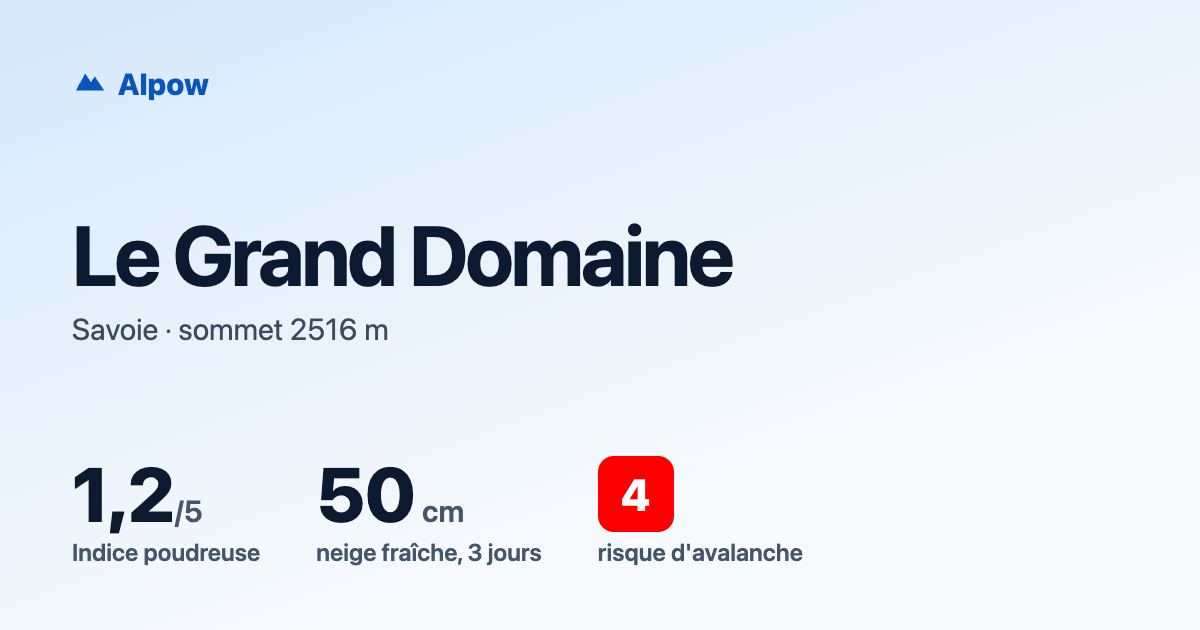 Alpow
Le Grand Domaine
Savoie · sommet 2516 m
1,2/5
Indice poudreuse
50 cm
neige fraîche, 3 jours
4
risque d'avalanche